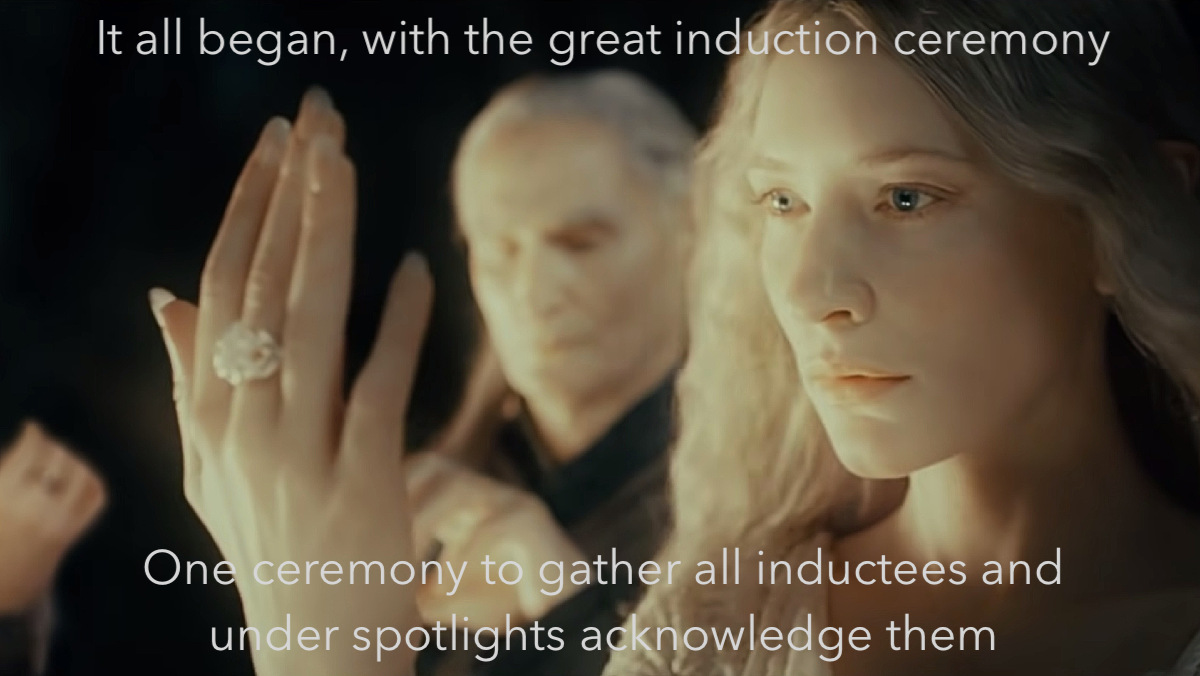 It all began, with the great induction ceremony
One ceremony to gather all inductees and
under spotlights acknowledge them